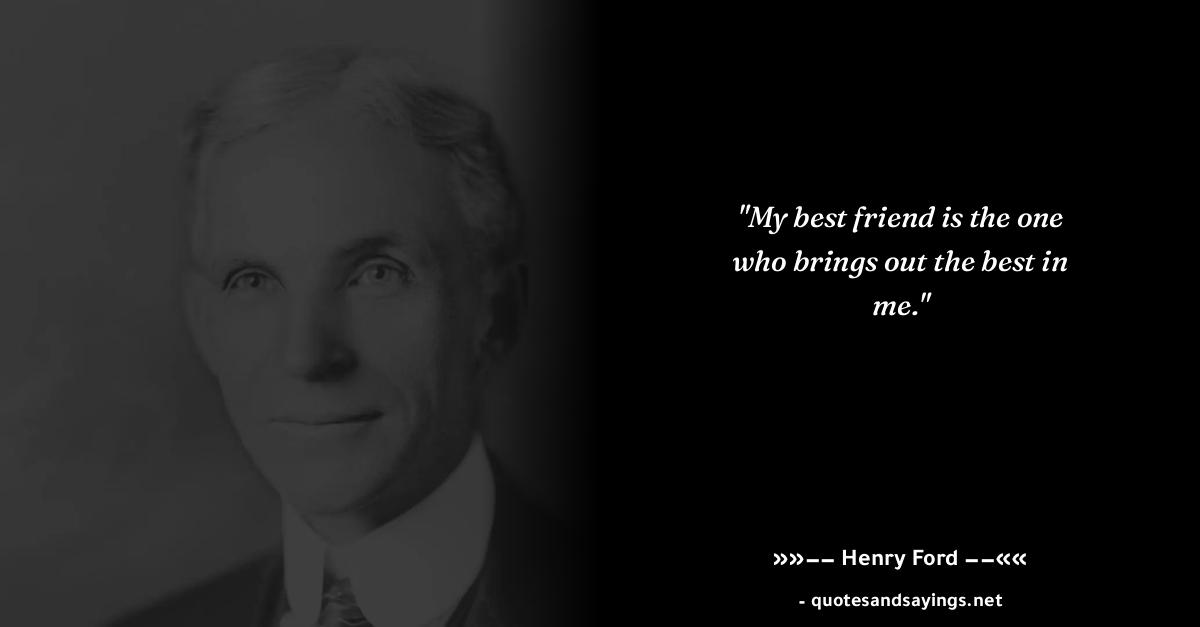 "My best friend is the one
who brings out the best in
me."
»»−− Henry Ford −−««
- quotesandsayings.net